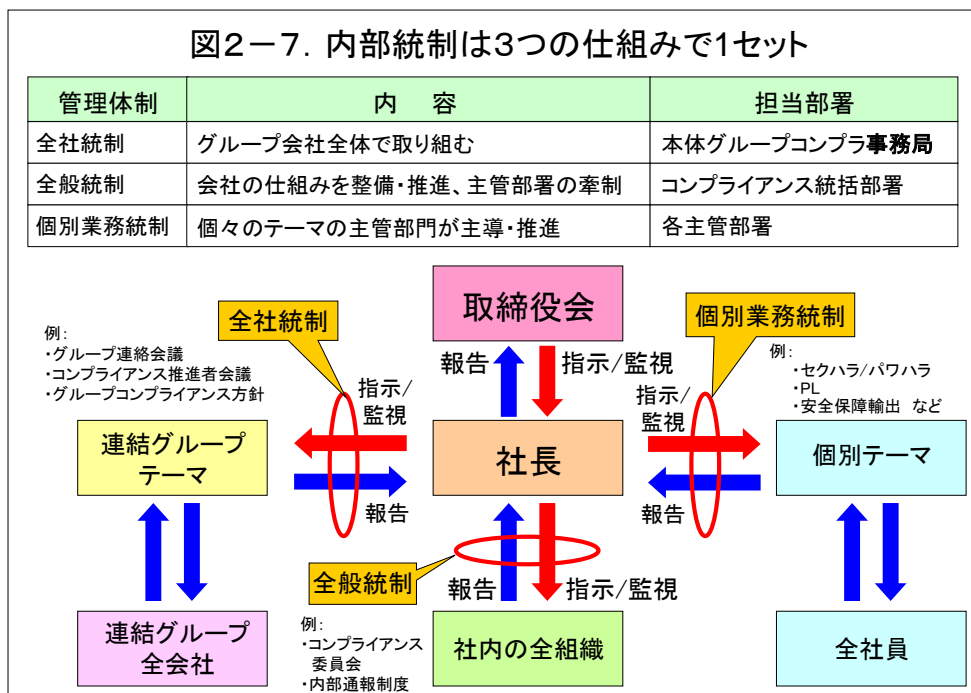 図2-7．内部統制は3つの仕組みで1セット
管理体制 内 容 担当部署
全社統制 グループ会社全体で取り組む 本体グループコンプラ事務局
全般統制 会社の仕組みを整備・推進、主管部署の牽制 コンプライアンス統括部署
個別業務統制 個々のテーマの主管部門が主導・推進 各主管部署
取締役会
全社統制
個別業務統制
例：
・グループ連絡会議
・コンプライアンス推進者会議
・グループコンプライアンス方針
報告
指示/監視
例：
・セクハラ/パワハラ
・PL
・安全保障輸出 など
指示/
監視
指示/
監視
連結グループ
テーマ
社長
個別テーマ
報告
報告
全般統制
報告
指示/監視
連結グループ
全会社
例：
・コンプライアンス
委員会
・内部通報制度
社内の全組織
全社員